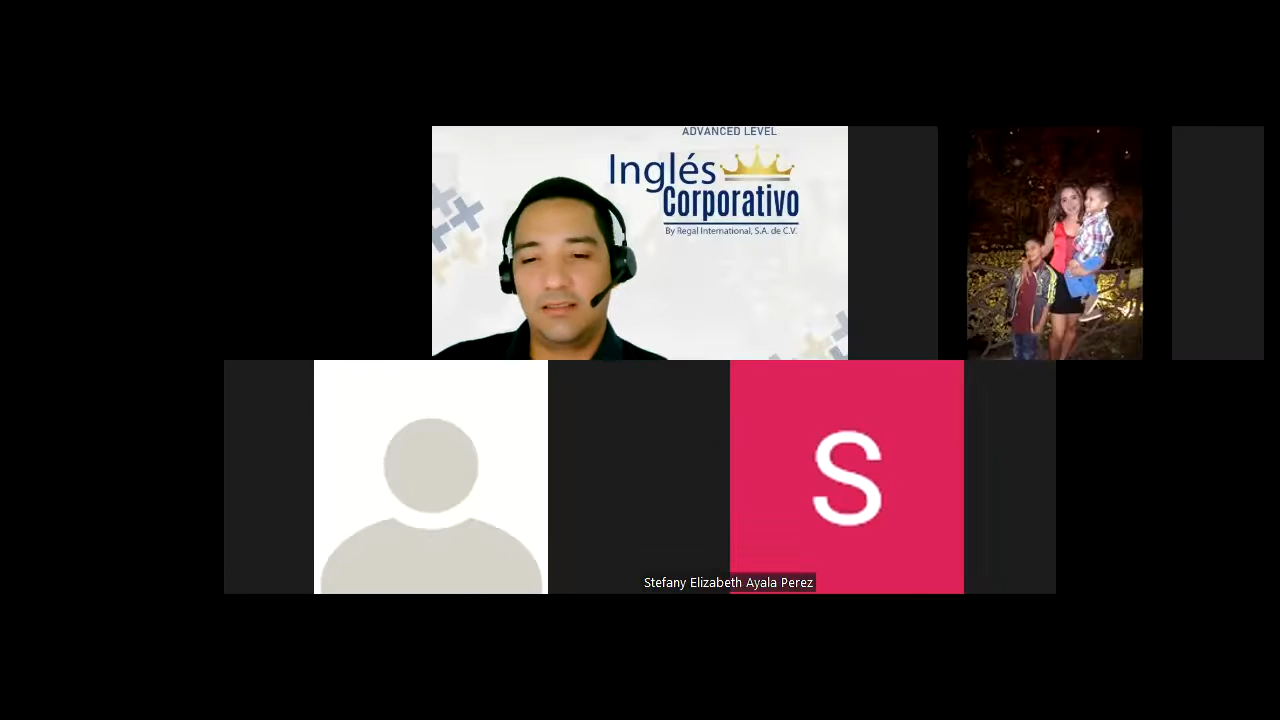 ADVANCED LEVEL
Inglés
Corporativo
By Regal International, S.A. de C.V.
S
Stefany Elizabeth Ayala Perez